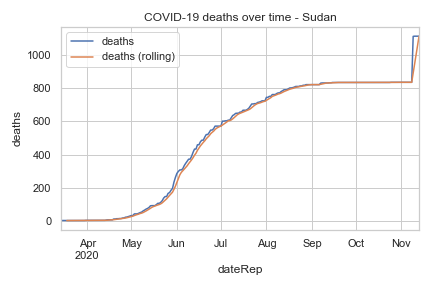 COVID-19 deaths over time - Sudan
deaths
deaths (rolling)
1000
800
600
400
200
0
deaths
Apr
2020
May
Jun
Jul
Aug
Sep
Oct
Nov
dateRep